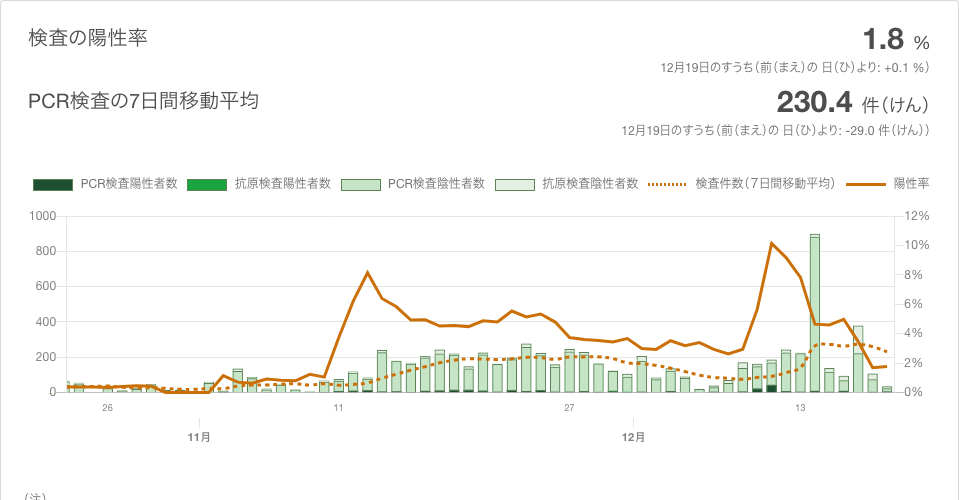 検査の陽性率
1.8 %
12月19日のすうち（前（まえ）の 日（ひ）より: +0.1 %）
PCR検査の7日間移動平均
230.4 件（けん）
12月19日のすうち（前（まえ）の 日（ひ）より: -29.0 件（けん））
PCR検査陽性者数 抗原検査陽性者数 PCR検査陰性者数 抗原検査陰性者数 検査件数（７日間移動平均） 陽性率
1000 12%
10%
800
8%
600
6%
400
4%
200
2%
0 0%
26 11 27 13
11月 12月
（注）